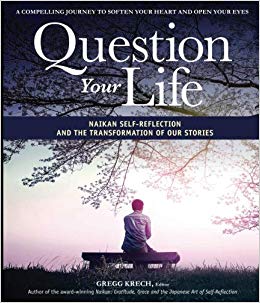 A COMPELLING JOURNEY TO SOFTEN YOUR HEART AND OPEN YOUR EYES
Question
Your Life
NAIKAN SELF-REFLECTION
AND THE TRANSFORMATION OF OUR STORIES
GREGG KRECH, Editor
Author of the award-winning Naikan: Gratitude, Grace and the Japanese Art of Self-Reflection.